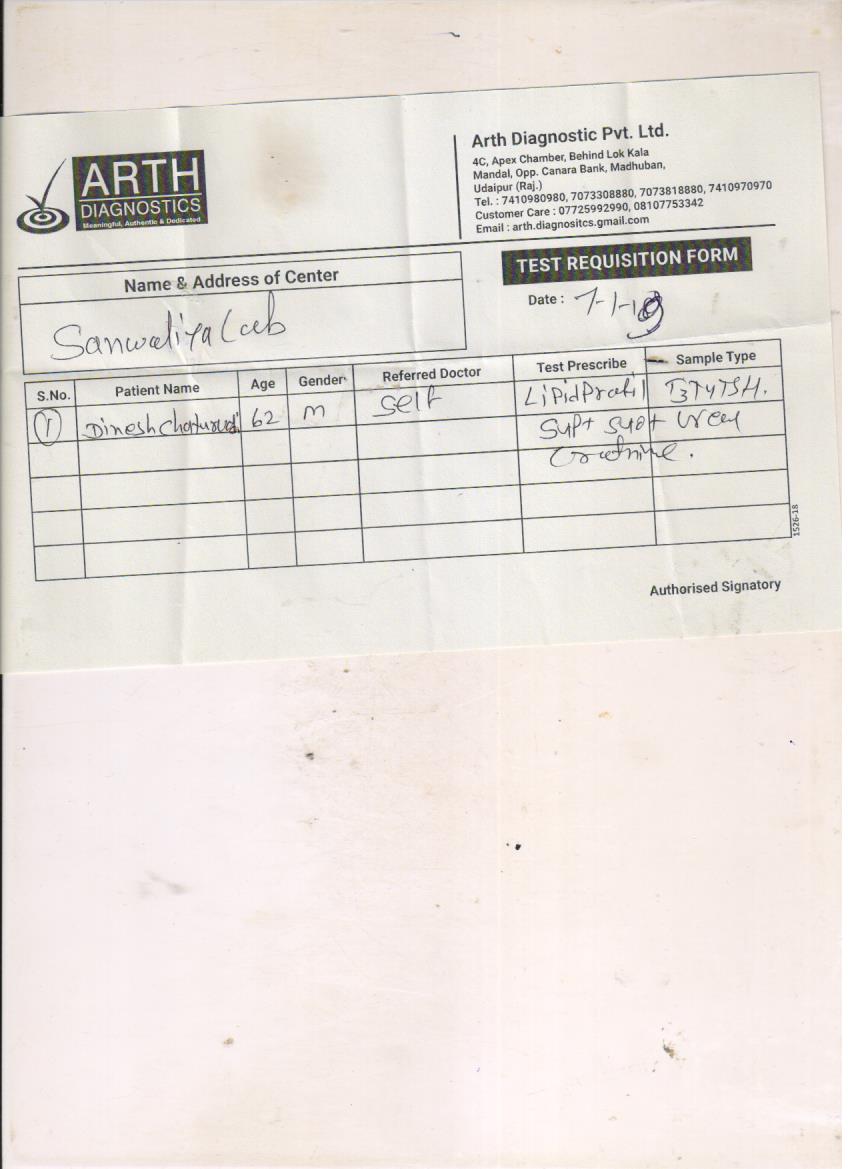 ARTH
DIAGNOSTICS
Meaningful, Authentic & Dedicated
Arth Diagnostic Pvt. Ltd.
4C, Apex Chamber, Behind Lok Kala
Mandal, Opp. Canara Bank, Madhuban,
Udaipur (Raj.)
Tel. : 7410980980, 7073308880, 7073818880, 7410970970
Customer Care : 07725992990, 08107753342
Email : arth.diagnositcs.gmail.com
TEST REQUISITION FORM
Date : 7-1-19
Name & Address of Center
Sanwaliya Lab
S.No. Patient Name Age Gender Referred Doctor Test Prescribe Sample Type
1 Dinesh Chaturvedi 62 M Self Lipid Profil T3T4TSH.
SGPT SGOT Urea
Creatinine.
1526-18
Authorised Signatory